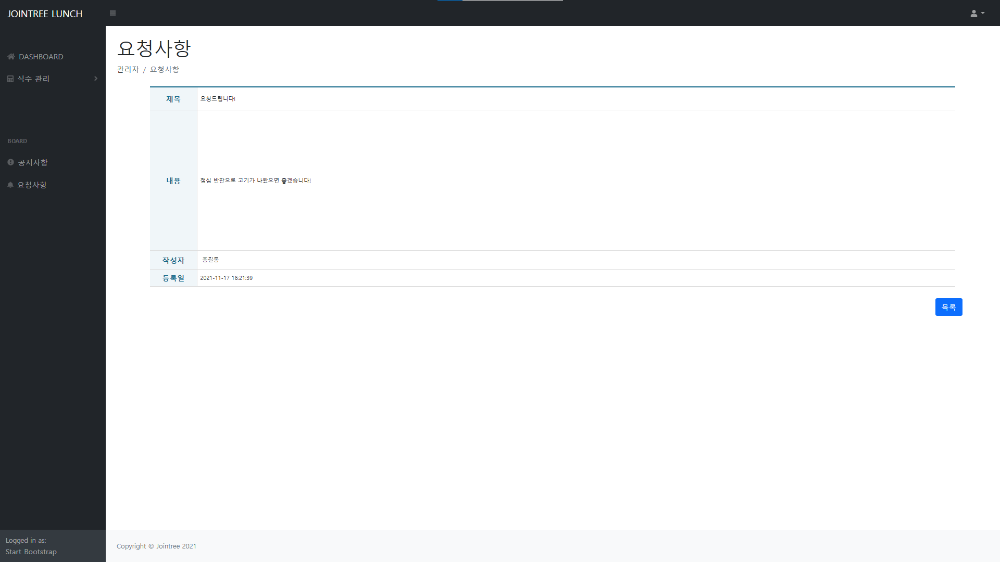 JOINTREE LUNCH
DASHBOARD
식수 관리
BOARD
공지사항
요청사항
Logged in as:
Start Bootstrap
요청사항
관리자 / 요청사항
제목 요청드립니다!
내용 점심 반찬으로 고기가 나왔으면 좋겠습니다!
작성자 홍길동
등록일 2021-11-17 16:21:39
목록
Copyright © Jointree 2021